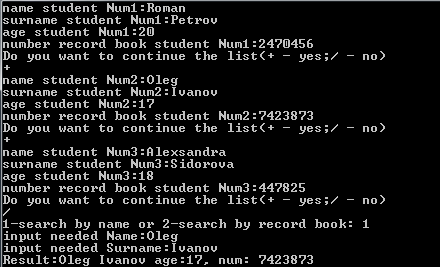 name student Num1:Roman
surname student Num1:Petrov
age student Num1:20
number record book student Num1:2470456
Do you want to continue the list(+ - yes;/ - no)
+
name student Num2:Oleg
surname student Num2:Ivanov
age student Num2:17
number record book student Num2:7423873
Do you want to continue the list(+ - yes;/ - no)
+
name student Num3:Alexsandra
surname student Num3:Sidorova
age student Num3:18
number record book student Num3:447825
Do you want to continue the list(+ - yes;/ - no)
/
1-search by name or 2-search by record book: 1
input needed Name:Oleg
input needed Surname:Ivanov
Result:Oleg Ivanov age:17, num: 7423873